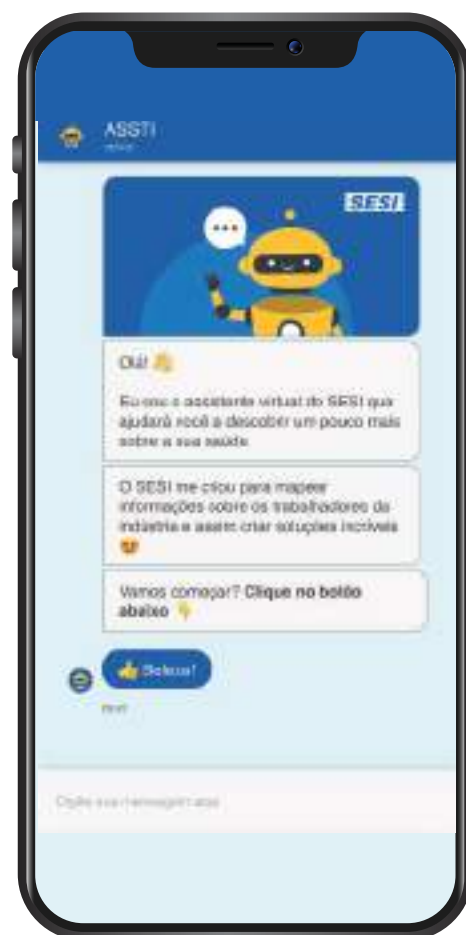 ASSTI
SESI
Olá!
Eu sou o assistente virtual do SESI que
ajudará você a descobrir um pouco mais
sobre a sua saúde
O SESI me criou para mapear
informações sobre os trabalhadores da
indústria e assim criar soluções incríveis
Vamos começar? Clique no botão
abaixo
Beleza!
Digite sua mensagem aqui